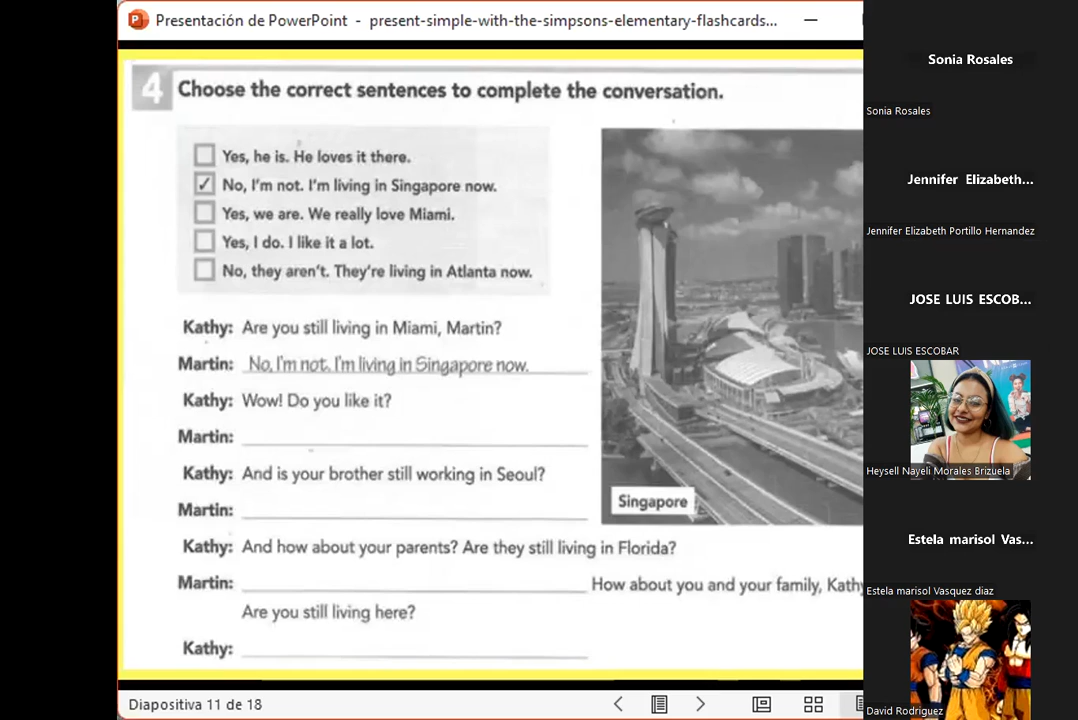 Presentación de PowerPoint - present-simple-with-the-simpsons-elementary-flashcards...
4 Choose the correct sentences to complete the conversation.
Yes, he is. He loves it there.
✓ No, I'm not. I'm living in Singapore now.
Yes, we are. We really love Miami.
Yes, I do. I like it a lot.
No, they aren't. They're living in Atlanta now.
Kathy: Are you still living in Miami, Martin?
Martin: No, I'm not. I'm living in Singapore now.
Kathy: Wow! Do you like it?
Martin:
Kathy: And is your brother still working in Seoul?
Martin:
Kathy: And how about your parents? Are they still living in Florida?
Martin: How about you and your family, Kathy
Are you still living here?
Kathy:
Singapore
Diapositiva 11 de 18
Sonia Rosales
Sonia Rosales
Jennifer Elizabeth...
Jennifer Elizabeth Portillo Hernandez
JOSE LUIS ESCOB...
JOSE LUIS ESCOBAR
Heysell Nayeli Morales Brizuela
Estela marisol Vas...
Estela marisol Vasquez diaz
David Rodriguez